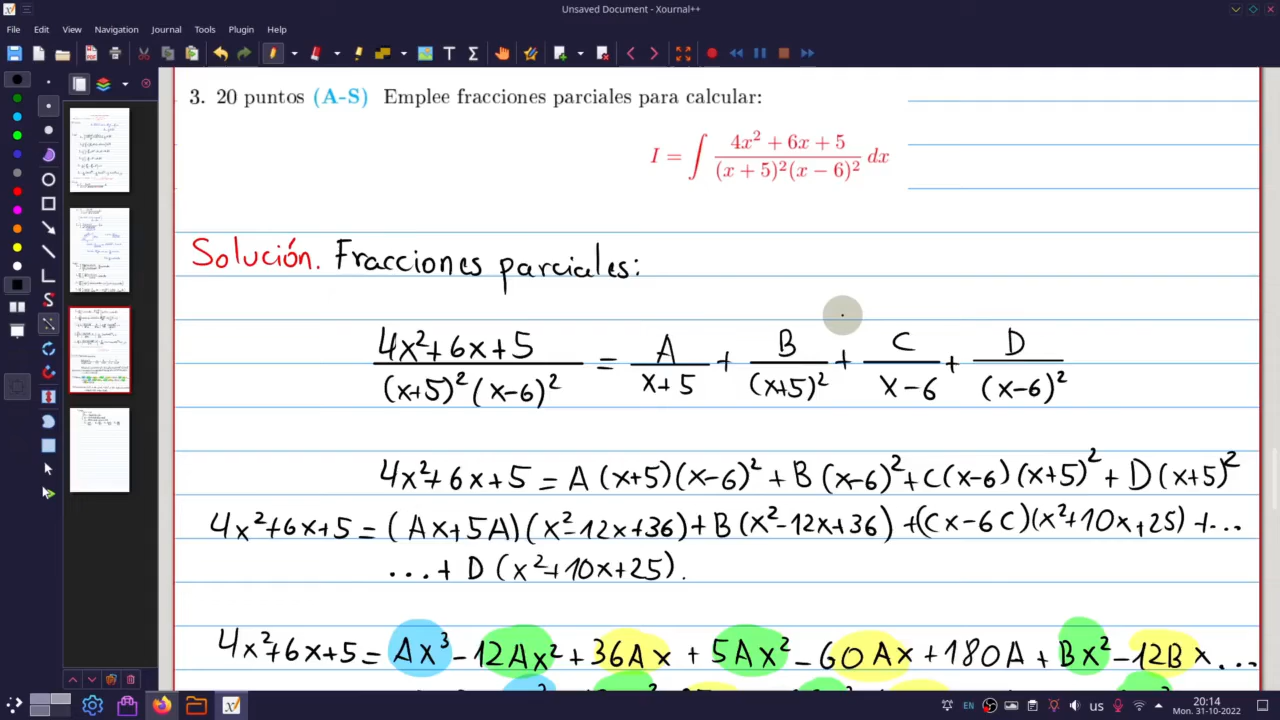 Unsaved Document - Xournal++
File Edit View Navigation Journal Tools Plugin Help
3. 20 puntos (A-S) Emplee fracciones parciales para calcular:
I = ∫ (4x² + 6x + 5)/((x + 5)²(x − 6)²) dx
Solución. Fracciones parciales:
(4x²+6x+5)/((x+5)²(x-6)²) = A/(x+5) + B/(x+5)² + C/(x-6) + D/(x-6)²
4x²+6x+5 = A(x+5)(x-6)² + B(x-6)² + C(x-6)(x+5)² + D(x+5)²
4x²+6x+5 = (Ax+5A)(x²-12x+36) + B(x²-12x+36) + (Cx-6C)(x²+10x+25) + ...
... + D(x²+10x+25).
4x²+6x+5 = Ax³ - 12Ax² + 36Ax + 5Ax² - 60Ax + 180A + Bx² - 12Bx ...
EN us 20:14
Mon. 31-10-2022